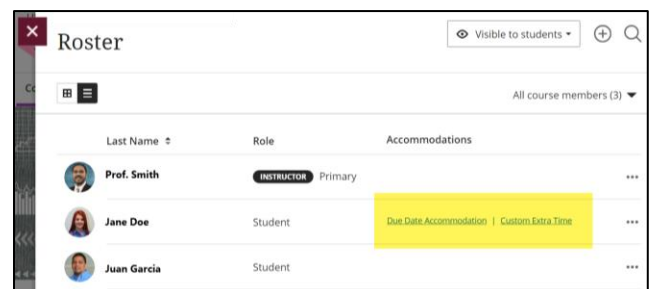 Roster
Visible to students
All course members (3)
Last Name
Role
Accommodations
Prof. Smith
INSTRUCTOR Primary
Jane Doe
Student
Due Date Accommodation | Custom Extra Time
Juan Garcia
Student